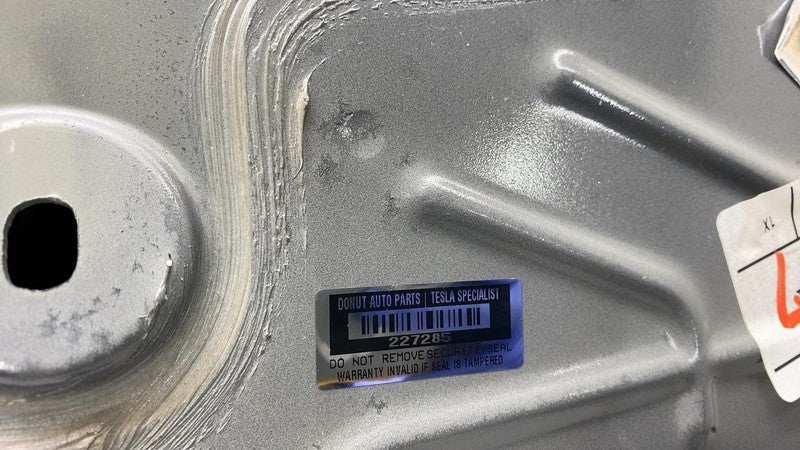 DONUT AUTO PARTS | TESLA SPECIALIST
227285
DO NOT REMOVE SECURITY SEAL
WARRANTY INVALID IF SEAL IS TAMPERED